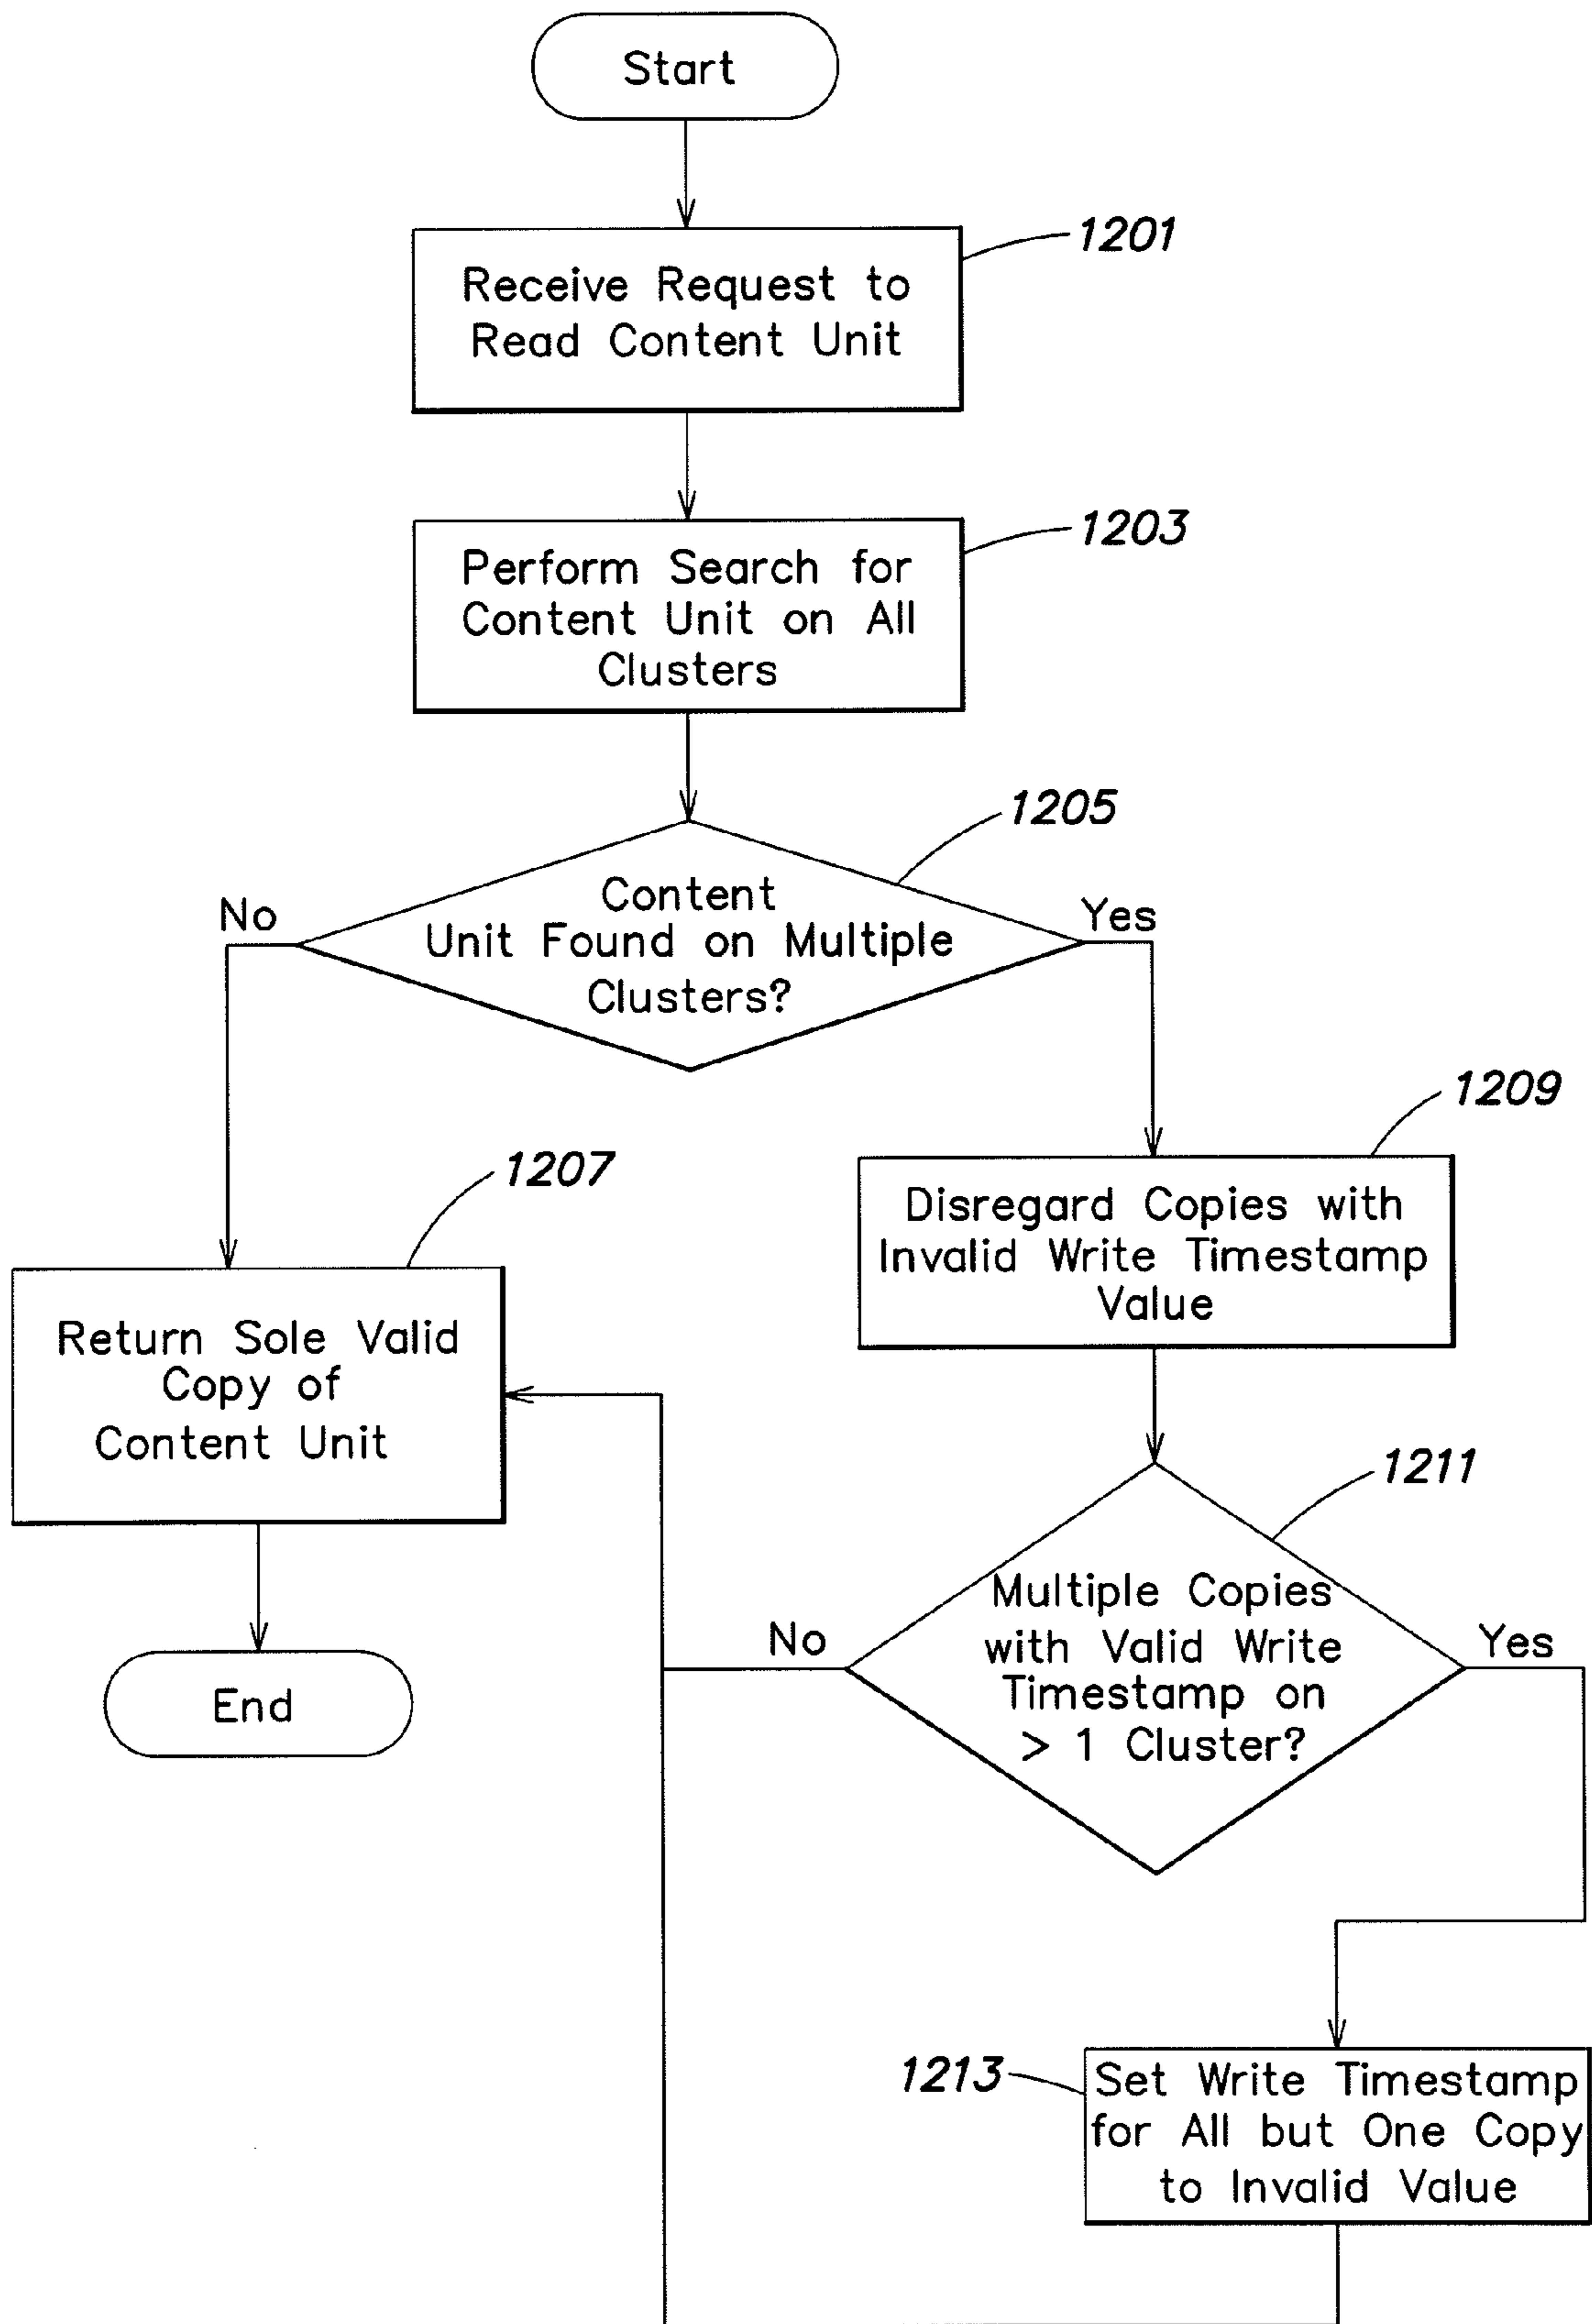 Start
1201
Receive Request to
Read Content Unit
1203
Perform Search for
Content Unit on All
Clusters
1205
Content
Unit Found on Multiple
Clusters?
No
Yes
1209
Disregard Copies with
Invalid Write Timestamp
Value
1207
Return Sole Valid
Copy of
Content Unit
1211
Multiple Copies
with Valid Write
Timestamp on
> 1 Cluster?
No
Yes
End
1213
Set Write Timestamp
for All but One Copy
to Invalid Value